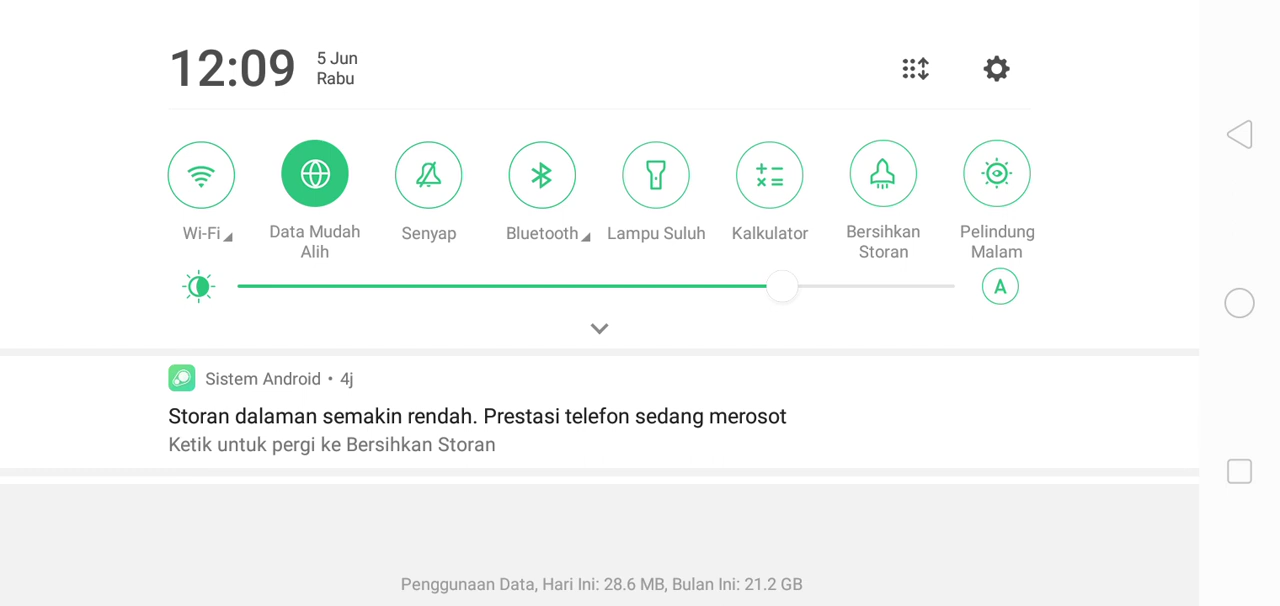 12:09
5 Jun
Rabu
Wi-Fi
Data Mudah
Alih
Senyap
Bluetooth
Lampu Suluh
Kalkulator
Bersihkan
Storan
Pelindung
Malam
A
Sistem Android • 4j
Storan dalaman semakin rendah. Prestasi telefon sedang merosot
Ketik untuk pergi ke Bersihkan Storan
Penggunaan Data, Hari Ini: 28.6 MB, Bulan Ini: 21.2 GB